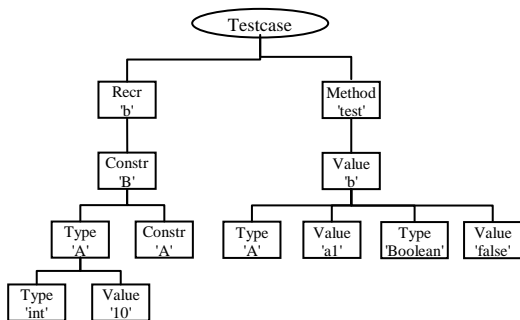 Testcase
Recr
'b'
Method
'test'
Constr
'B'
Value
'b'
Type
'A'
Constr
'A'
Type
'A'
Value
'a1'
Type
'Boolean'
Value
'false'
Type
'int'
Value
'10'